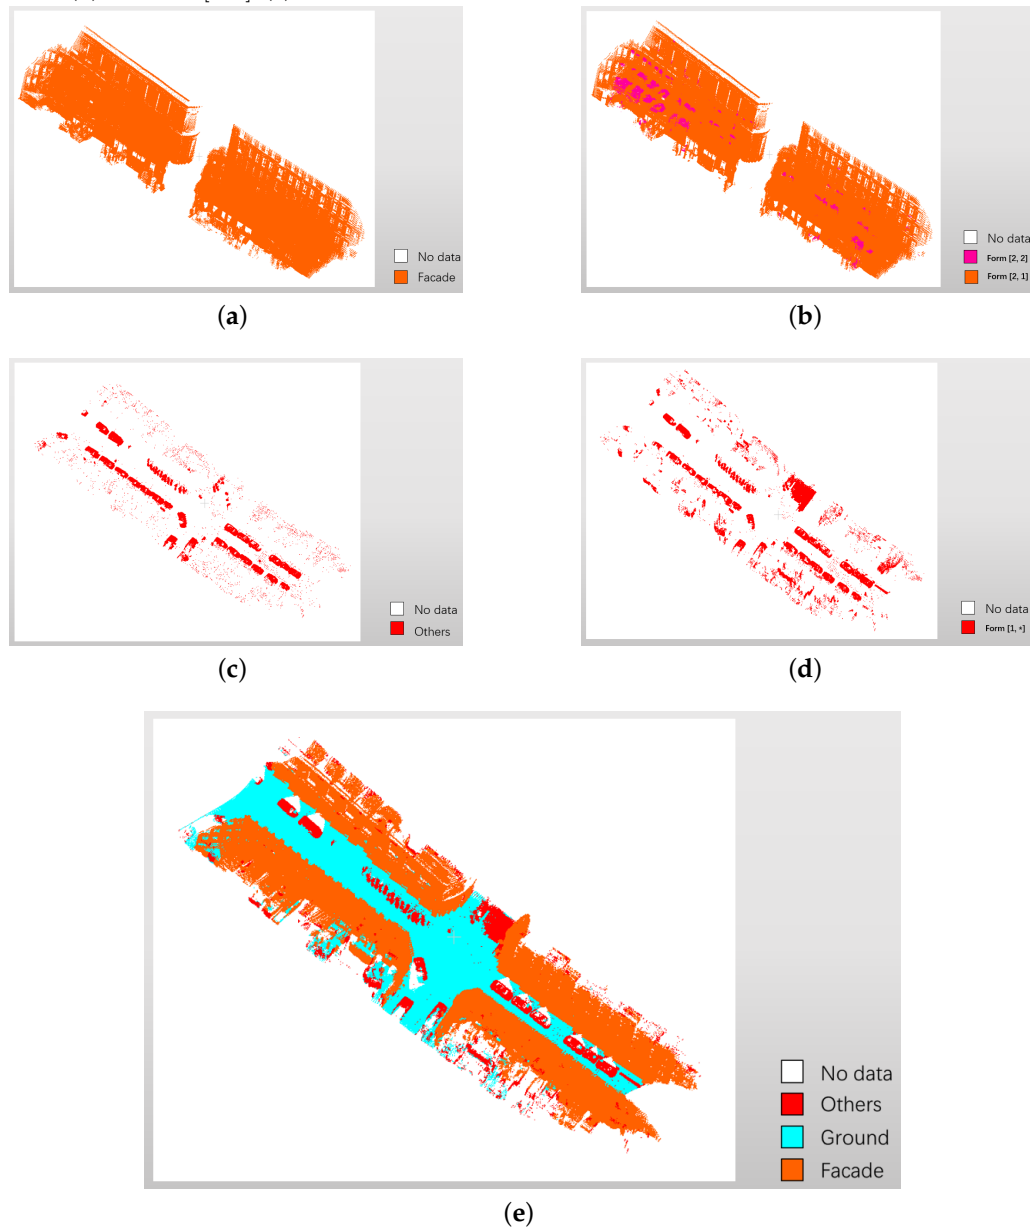 No data
Facade
(a)
No data
Form [2, 2]
Form [2, 1]
(b)
No data
Others
(c)
No data
Form [1, *]
(d)
No data
Others
Ground
Facade
(e)